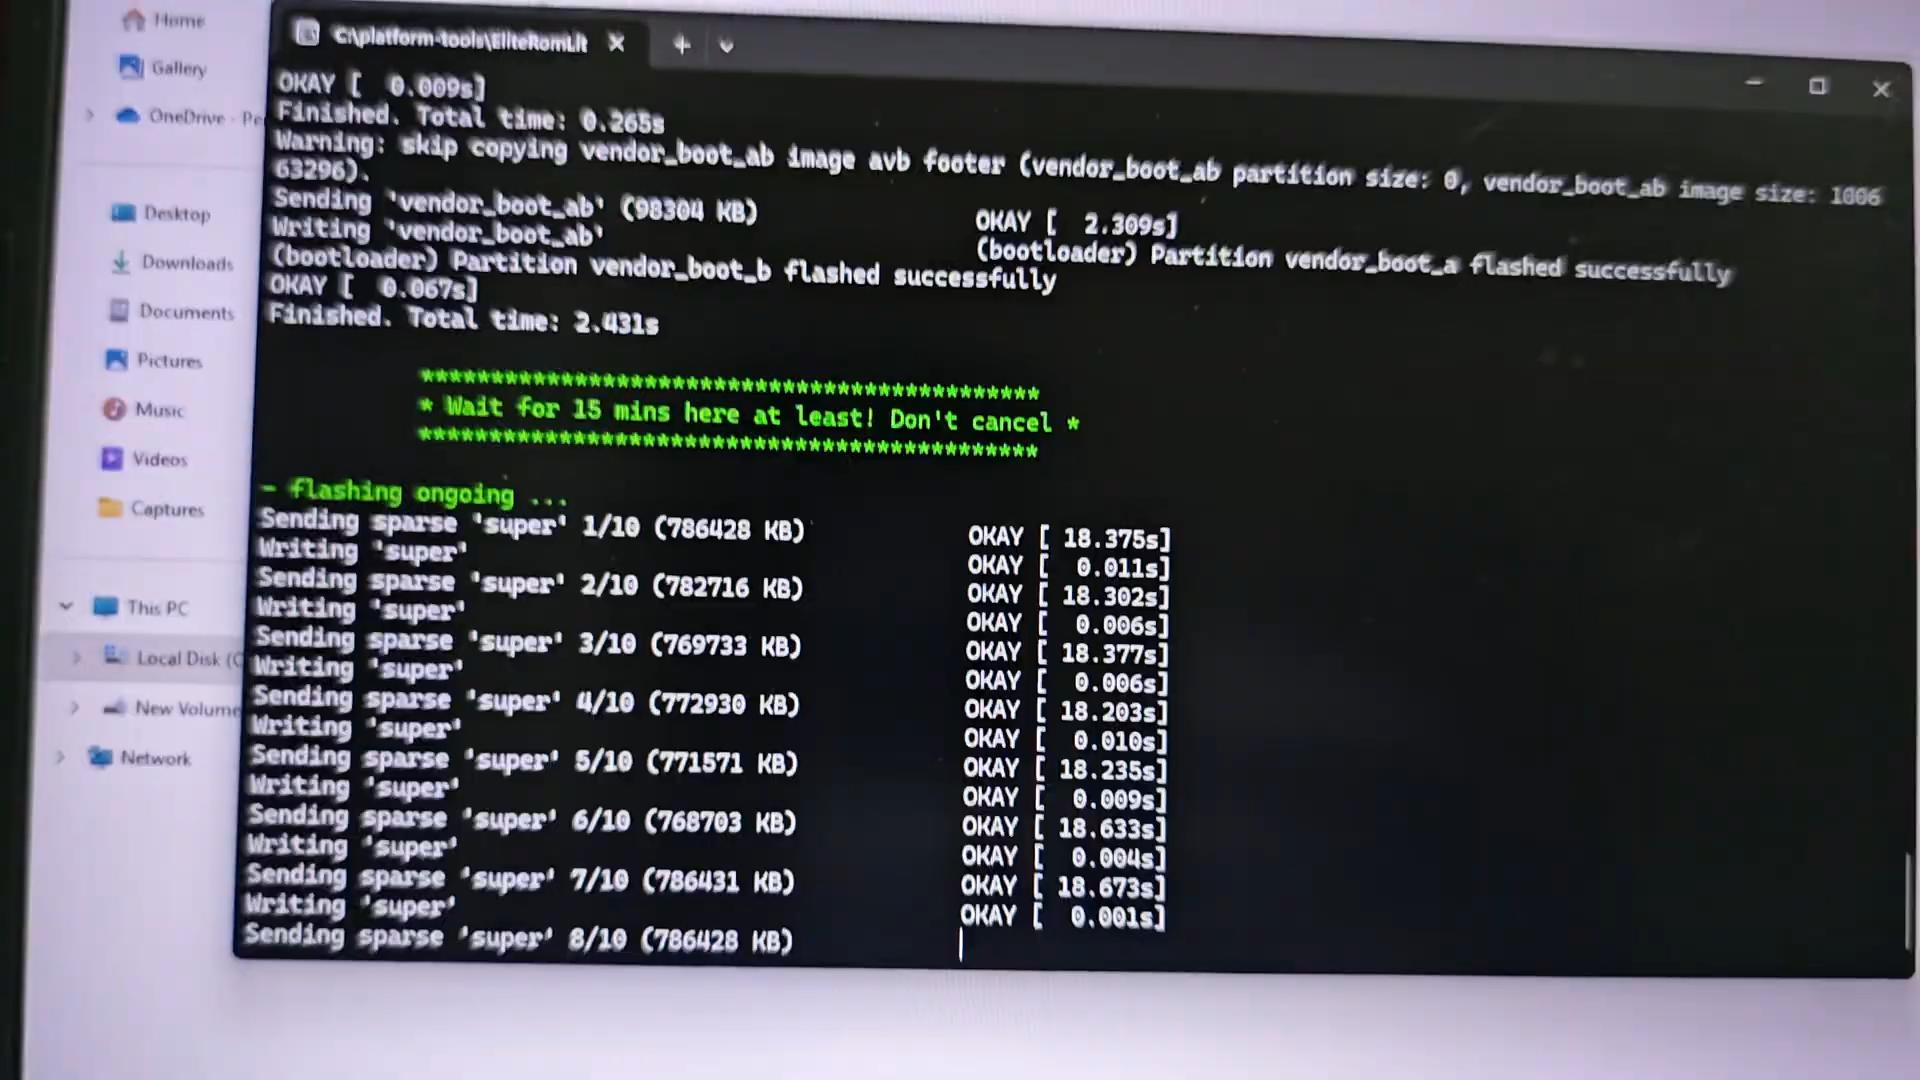 Home
Gallery
OneDrive - Pe
Desktop
Downloads
Documents
Pictures
Music
Videos
Captures
This PC
Local Disk (C
New Volume
Network
C:\platform-tools\EliteRomLit
OKAY [  0.009s]
Finished. Total time: 0.265s
Warning: skip copying vendor_boot_ab image avb footer (vendor_boot_ab partition size: 0, vendor_boot_ab image size: 1006
63296).
Sending 'vendor_boot_ab' (98304 KB) OKAY [  2.309s]
Writing 'vendor_boot_ab' (bootloader) Partition vendor_boot_a flashed successfully
(bootloader) Partition vendor_boot_b flashed successfully
OKAY [  0.067s]
Finished. Total time: 2.431s
*********************************************
* Wait for 15 mins here at least! Don't cancel *
*********************************************
- flashing ongoing ...
Sending sparse 'super' 1/10 (786428 KB) OKAY [ 18.375s]
Writing 'super' OKAY [  0.011s]
Sending sparse 'super' 2/10 (782716 KB) OKAY [ 18.302s]
Writing 'super' OKAY [  0.006s]
Sending sparse 'super' 3/10 (769733 KB) OKAY [ 18.377s]
Writing 'super' OKAY [  0.006s]
Sending sparse 'super' 4/10 (772930 KB) OKAY [ 18.203s]
Writing 'super' OKAY [  0.010s]
Sending sparse 'super' 5/10 (771571 KB) OKAY [ 18.235s]
Writing 'super' OKAY [  0.009s]
Sending sparse 'super' 6/10 (768703 KB) OKAY [ 18.633s]
Writing 'super' OKAY [  0.004s]
Sending sparse 'super' 7/10 (786431 KB) OKAY [ 18.673s]
Writing 'super' OKAY [  0.001s]
Sending sparse 'super' 8/10 (786428 KB)